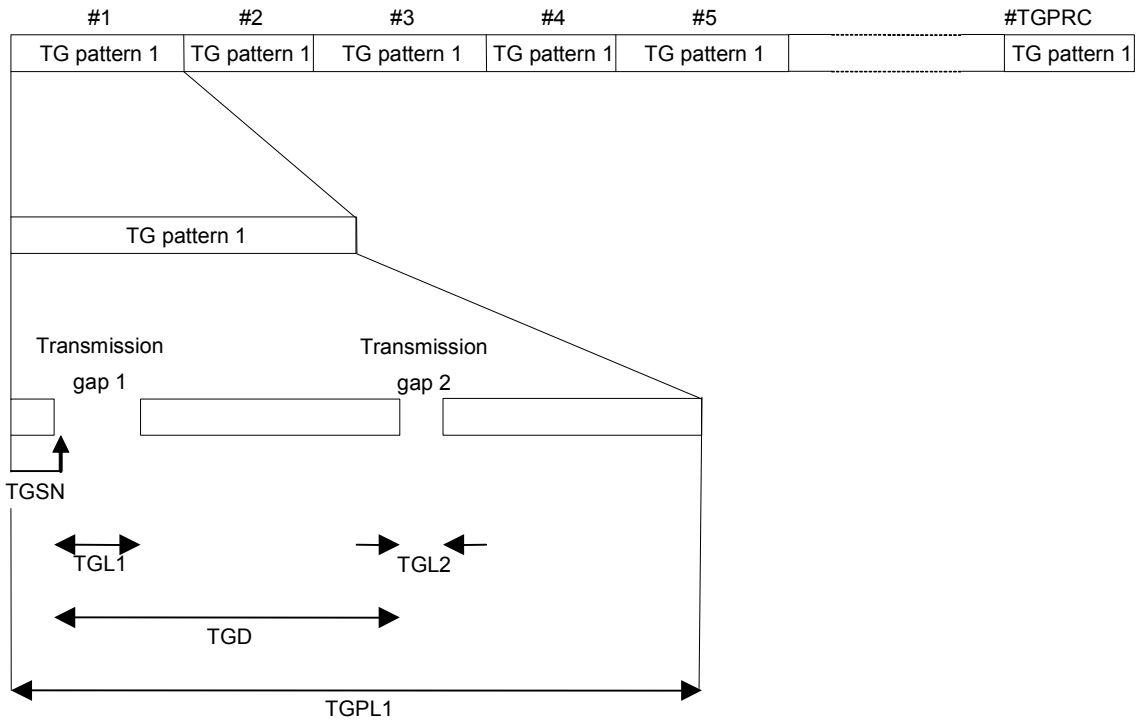 #1 #2 #3 #4 #5 #TGPRC
TG pattern 1 TG pattern 1 TG pattern 1 TG pattern 1 TG pattern 1 TG pattern 1
TG pattern 1
Transmission
gap 1
Transmission
gap 2
TGSN
TGL1
TGL2
TGD
TGPL1